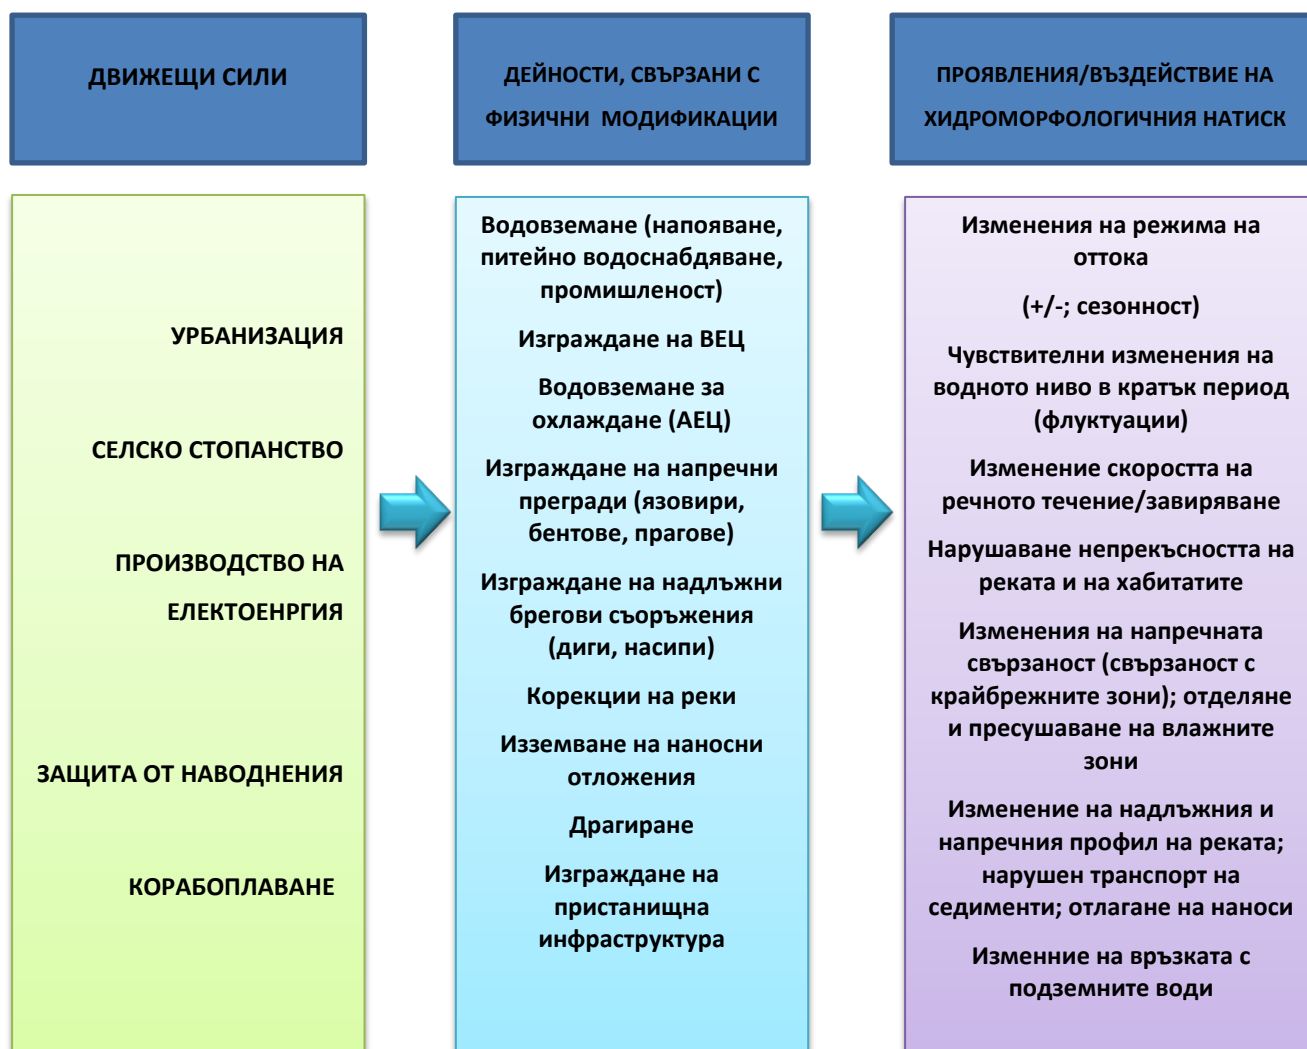 ДВИЖЕЩИ СИЛИ
ДЕЙНОСТИ, СВЪРЗАНИ С
ФИЗИЧНИ МОДИФИКАЦИИ
ПРОЯВЛЕНИЯ/ВЪЗДЕЙСТВИЕ НА
ХИДРОМОРФОЛОГИЧНИЯ НАТИСК
УРБАНИЗАЦИЯ
СЕЛСКО СТОПАНСТВО
ПРОИЗВОДСТВО НА
ЕЛЕКТОЕНРГИЯ
ЗАЩИТА ОТ НАВОДНЕНИЯ
КОРАБОПЛАВАНЕ
Водовземане (напояване,
питейно водоснабдяване,
промишленост)
Изграждане на ВЕЦ
Водовземане за
охлаждане (АЕЦ)
Изграждане на напречни
прегради (язовири,
бентове, прагове)
Изграждане на надлъжни
брегови съоръжения
(диги, насипи)
Корекции на реки
Изземване на наносни
отложения
Драгиране
Изграждане на
пристанищна
инфраструктура
Изменения на режима на
оттока
(+/-; сезонност)
Чувствителни изменения на
водното ниво в кратък период
(флуктуации)
Изменение скоростта на
речното течение/завиряване
Нарушаване непрекъсността на
реката и на хабитатите
Изменения на напречната
свързаност (свързаност с
крайбрежните зони); отделяне
и пресушаване на влажните
зони
Изменение на надлъжния и
напречния профил на реката;
нарушен транспорт на
седименти; отлагане на наноси
Изменние на връзката с
подземните води